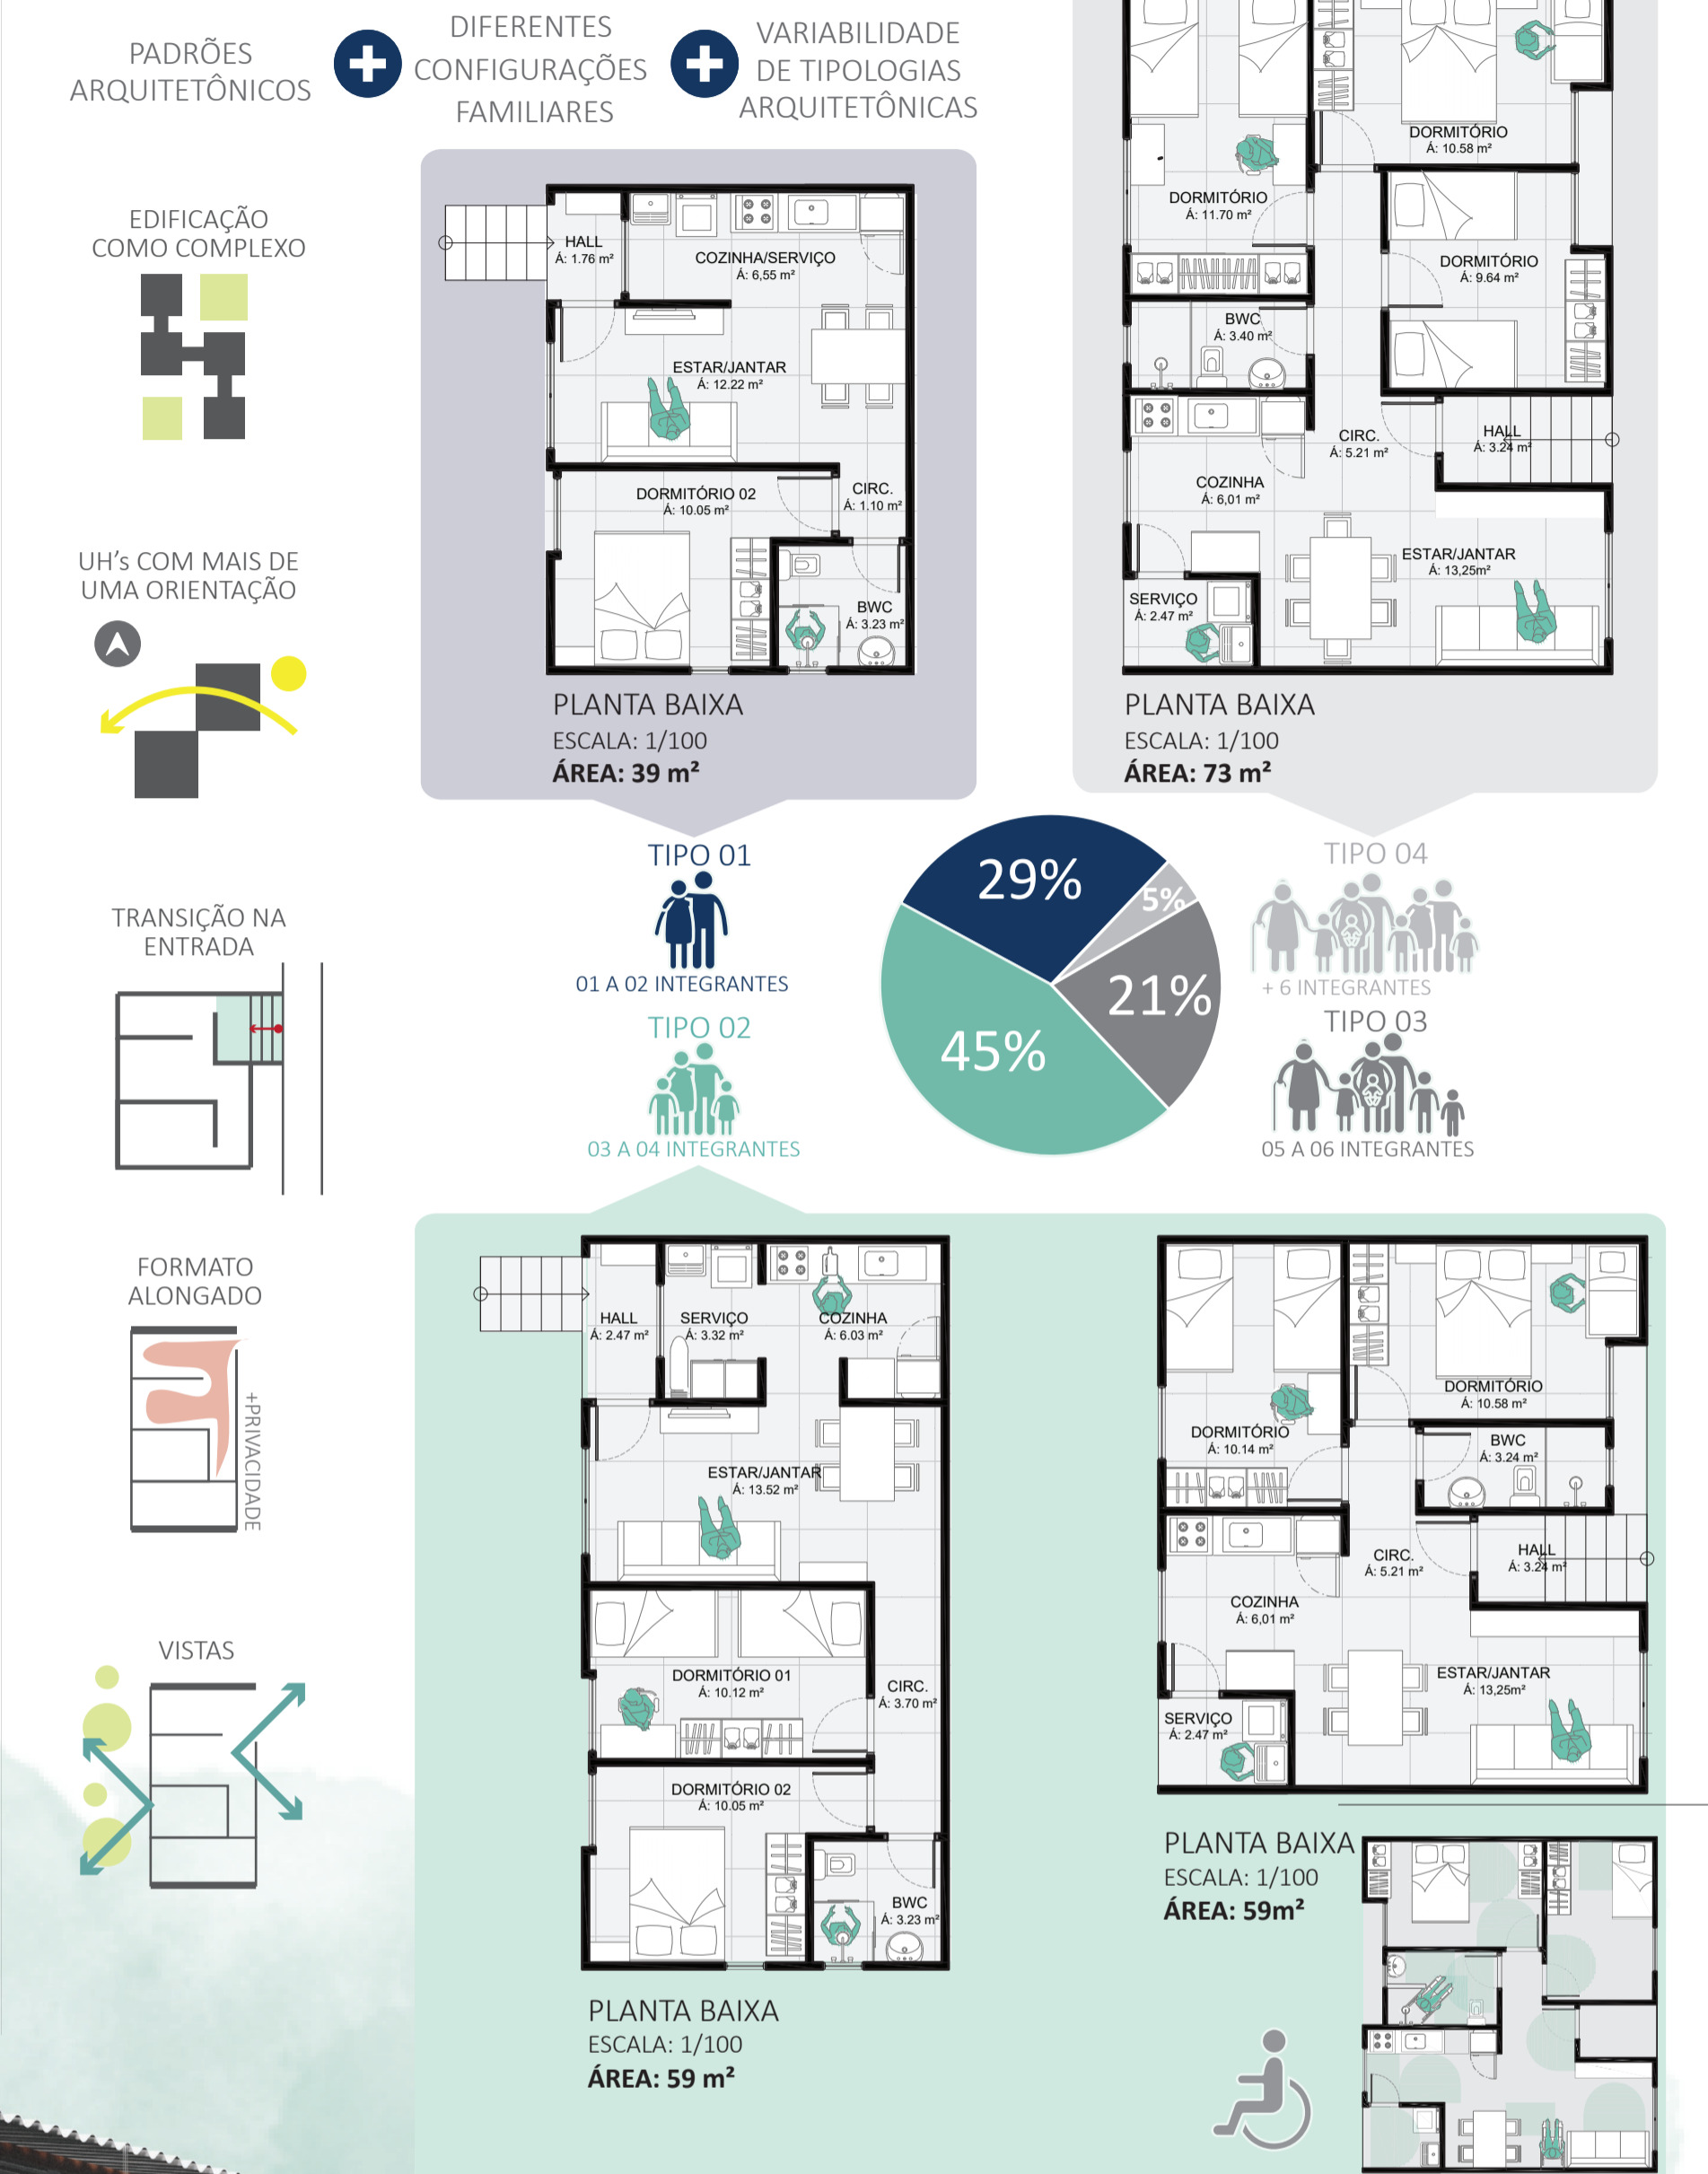 PADRÕES
ARQUITETÔNICOS
DIFERENTES
CONFIGURAÇÕES
FAMILIARES
VARIABILIDADE
DE TIPOLOGIAS
ARQUITETÔNICAS
EDIFICAÇÃO
COMO COMPLEXO
UH's COM MAIS DE
UMA ORIENTAÇÃO
TRANSIÇÃO NA
ENTRADA
FORMATO
ALONGADO
+PRIVACIDADE
VISTAS
HALL
Á: 1.76 m²
COZINHA/SERVIÇO
Á: 6,55 m²
ESTAR/JANTAR
Á: 12.22 m²
DORMITÓRIO 02
Á: 10.05 m²
CIRC.
Á: 1.10 m²
BWC
Á: 3.23 m²
PLANTA BAIXA
ESCALA: 1/100
ÁREA: 39 m²
DORMITÓRIO
Á: 10.58 m²
DORMITÓRIO
Á: 11.70 m²
DORMITÓRIO
Á: 9.64 m²
BWC
Á: 3.40 m²
CIRC.
Á: 5.21 m²
HALL
Á: 3.24 m²
COZINHA
Á: 6,01 m²
ESTAR/JANTAR
Á: 13,25m²
SERVIÇO
Á: 2.47 m²
PLANTA BAIXA
ESCALA: 1/100
ÁREA: 73 m²
TIPO 01
01 A 02 INTEGRANTES
TIPO 02
03 A 04 INTEGRANTES
29%
5%
21%
45%
TIPO 04
+ 6 INTEGRANTES
TIPO 03
05 A 06 INTEGRANTES
HALL
Á: 2.47 m²
SERVIÇO
Á: 3.32 m²
COZINHA
Á: 6.03 m²
ESTAR/JANTAR
Á: 13.52 m²
DORMITÓRIO 01
Á: 10.12 m²
CIRC.
Á: 3.70 m²
DORMITÓRIO 02
Á: 10.05 m²
BWC
Á: 3.23 m²
PLANTA BAIXA
ESCALA: 1/100
ÁREA: 59 m²
DORMITÓRIO
Á: 10.58 m²
DORMITÓRIO
Á: 10.14 m²
BWC
Á: 3.24 m²
CIRC.
Á: 5.21 m²
HALL
Á: 3.24 m²
COZINHA
Á: 6,01 m²
ESTAR/JANTAR
Á: 13,25m²
SERVIÇO
Á: 2.47 m²
PLANTA BAIXA
ESCALA: 1/100
ÁREA: 59m²